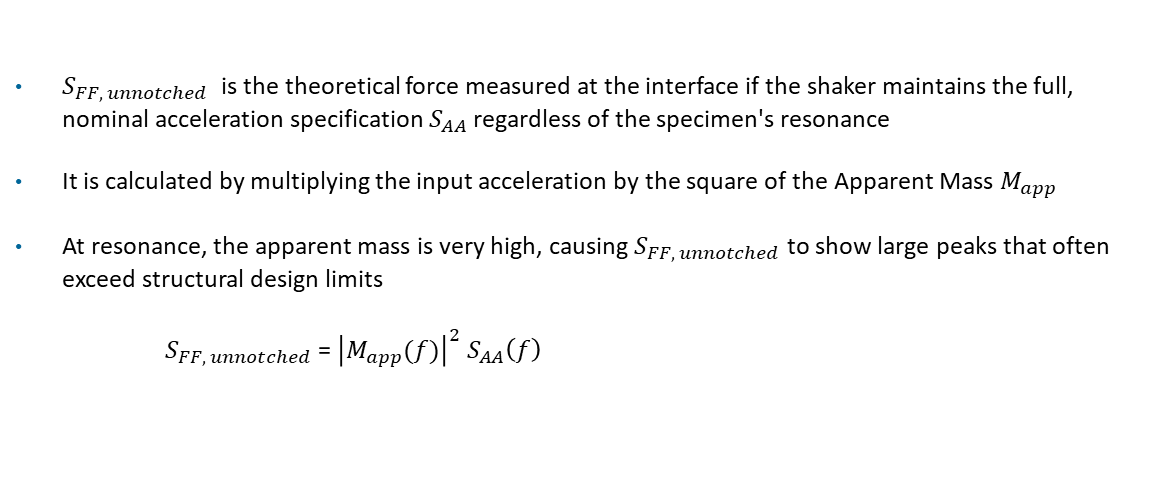 • S_FF, unnotched is the theoretical force measured at the interface if the shaker maintains the full,
nominal acceleration specification S_AA regardless of the specimen's resonance
• It is calculated by multiplying the input acceleration by the square of the Apparent Mass M_app
• At resonance, the apparent mass is very high, causing S_FF, unnotched to show large peaks that often
exceed structural design limits
S_FF, unnotched = |M_app(f)|² S_AA(f)